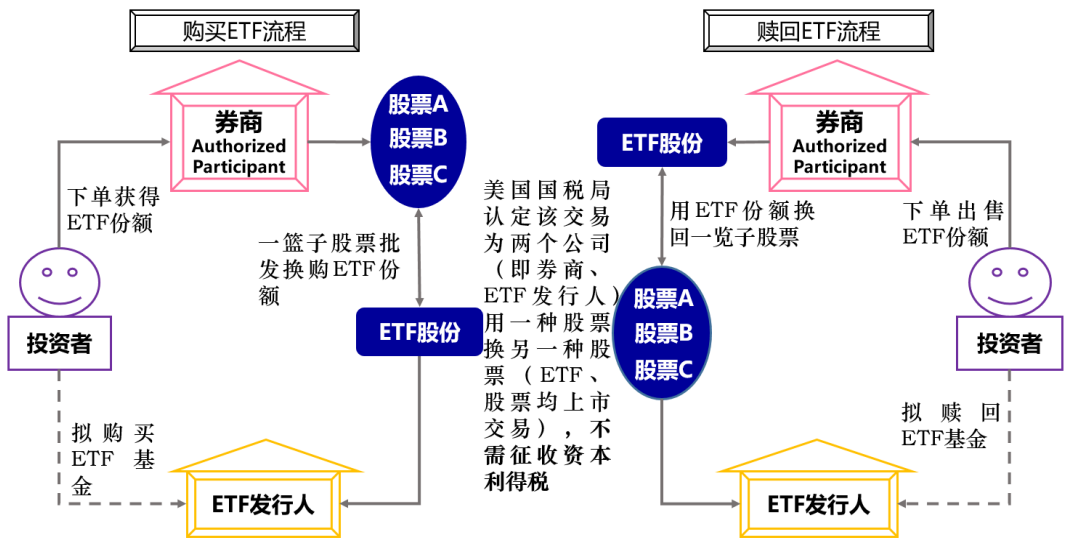 购买ETF流程
赎回ETF流程
券商
Authorized
Participant
股票A
股票B
股票C
下单获得
ETF份额
一篮子股票批
发换购ETF份
额
投资者
ETF股份
拟购买
ETF 基
金
ETF发行人
美国国税局
认定该交易
为两个公司
（即券商、
ETF发行人）
用一种股票
换另一种股
票（ETF、
股票均上市
交易），不
需征收资本
利得税
ETF股份
券商
Authorized
Participant
用ETF份额换
回一览子股票
下单出售
ETF份额
股票A
股票B
股票C
投资者
拟赎回
ETF基金
ETF发行人